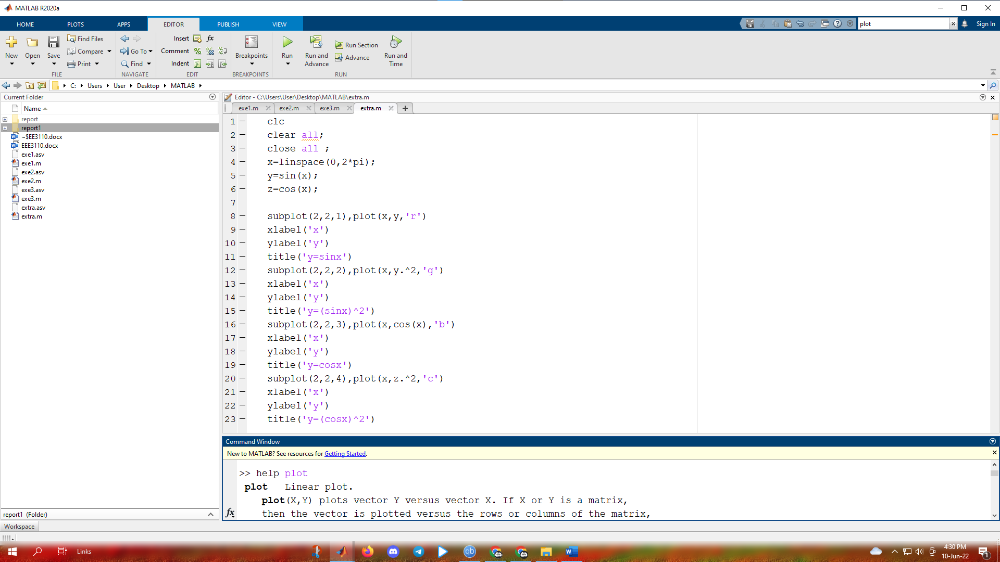 MATLAB R2020a
HOME PLOTS APPS EDITOR PUBLISH VIEW plot Sign In
New Open Save Find Files Compare Print Go To Find Insert fx Comment Indent Breakpoints Run Run and Advance Run Section Advance Run and Time
FILE NAVIGATE EDIT BREAKPOINTS RUN
C: Users User Desktop MATLAB
Current Folder
Name
report
report1
~$EE3110.docx
EEE3110.docx
exe1.asv
exe1.m
exe2.asv
exe2.m
exe3.asv
exe3.m
extra.asv
extra.m
report1 (Folder)
Workspace
Editor - C:\Users\User\Desktop\MATLAB\extra.m
exe1.m exe2.m exe3.m extra.m
1 clc
2 clear all;
3 close all ;
4 x=linspace(0,2*pi);
5 y=sin(x);
6 z=cos(x);
7
8 subplot(2,2,1),plot(x,y,'r')
9 xlabel('x')
10 ylabel('y')
11 title('y=sinx')
12 subplot(2,2,2),plot(x,y.^2,'g')
13 xlabel('x')
14 ylabel('y')
15 title('y=(sinx)^2')
16 subplot(2,2,3),plot(x,cos(x),'b')
17 xlabel('x')
18 ylabel('y')
19 title('y=cosx')
20 subplot(2,2,4),plot(x,z.^2,'c')
21 xlabel('x')
22 ylabel('y')
23 title('y=(cosx)^2')
Command Window
New to MATLAB? See resources for Getting Started.
>> help plot
plot Linear plot.
plot(X,Y) plots vector Y versus vector X. If X or Y is a matrix,
fx then the vector is plotted versus the rows or columns of the matrix,
Links
qb
W
4:30 PM
10-Jun-22
1